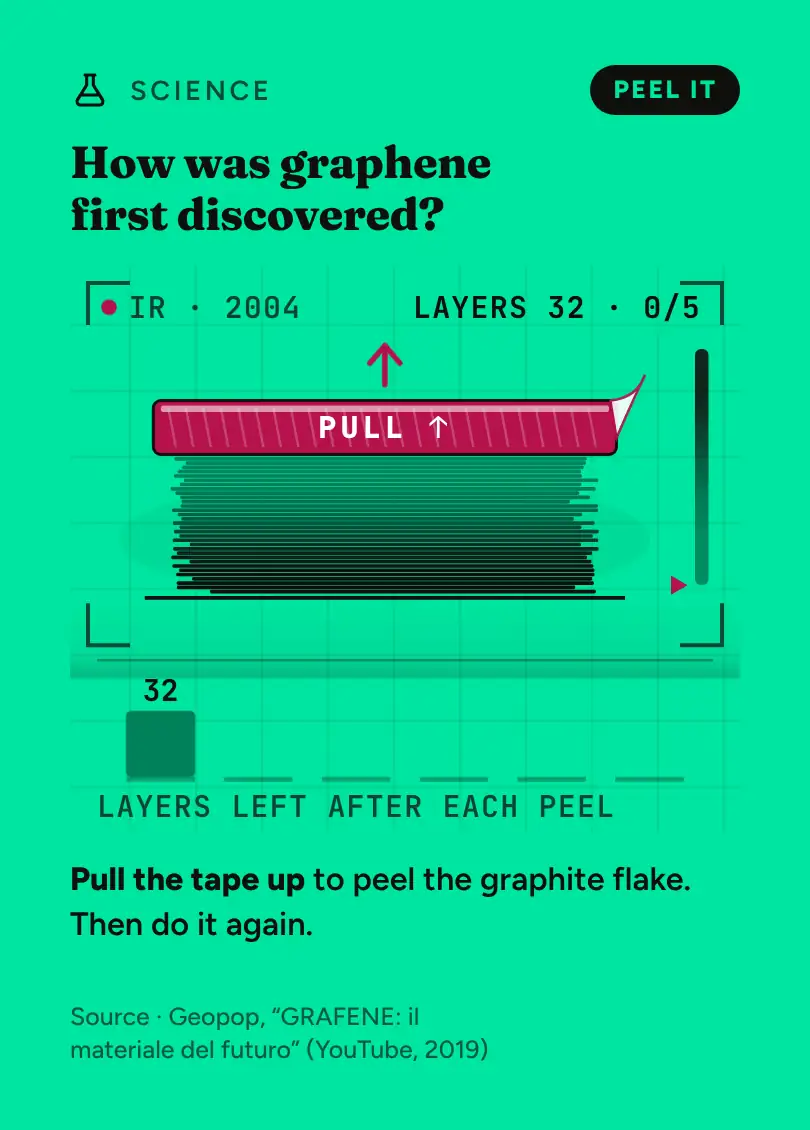 SCIENCE
PEEL IT
How was graphene
first discovered?
IR · 2004
LAYERS 32 · 0/5
PULL ↑
32
LAYERS LEFT AFTER EACH PEEL
Pull the tape up to peel the graphite flake.
Then do it again.
Source · Geopop, “GRAFENE: il
materiale del futuro” (YouTube, 2019)